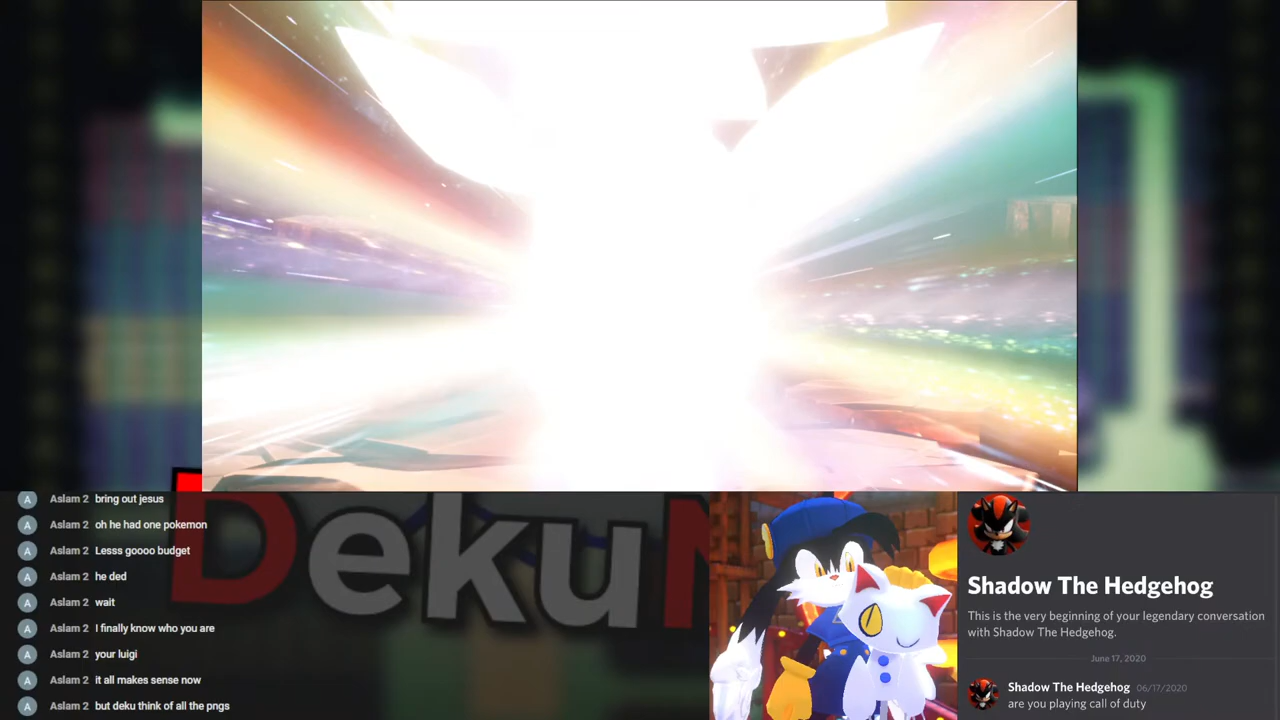 A Aslam 2 bring out jesus
A Aslam 2 oh he had one pokemon
A Aslam 2 Lesss goooo budget
A Aslam 2 he ded
A Aslam 2 wait
A Aslam 2 I finally know who you are
A Aslam 2 your luigi
A Aslam 2 it all makes sense now
A Aslam 2 but deku think of all the pngs
Deku
Shadow The Hedgehog
This is the very beginning of your legendary conversation
with Shadow The Hedgehog.
June 17, 2020
Shadow The Hedgehog 06/17/2020
are you playing call of duty